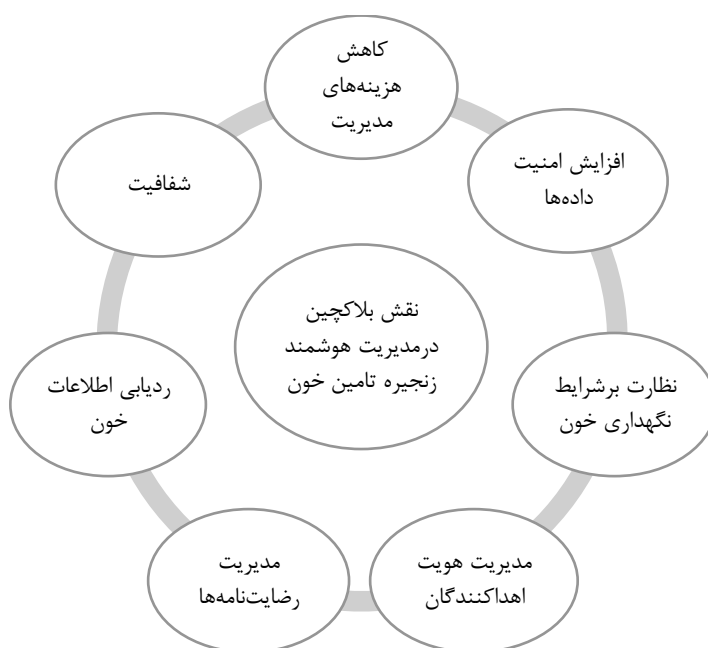 کاهش
هزینه‌های
مدیریت
افزایش امنیت
داده‌ها
نظارت برشرایط
نگهداری خون
مدیریت هویت
اهداکنندگان
مدیریت
رضایت‌نامه‌ها
ردیابی اطلاعات
خون
شفافیت
نقش بلاکچین
درمدیریت هوشمند
زنجیره تامین خون